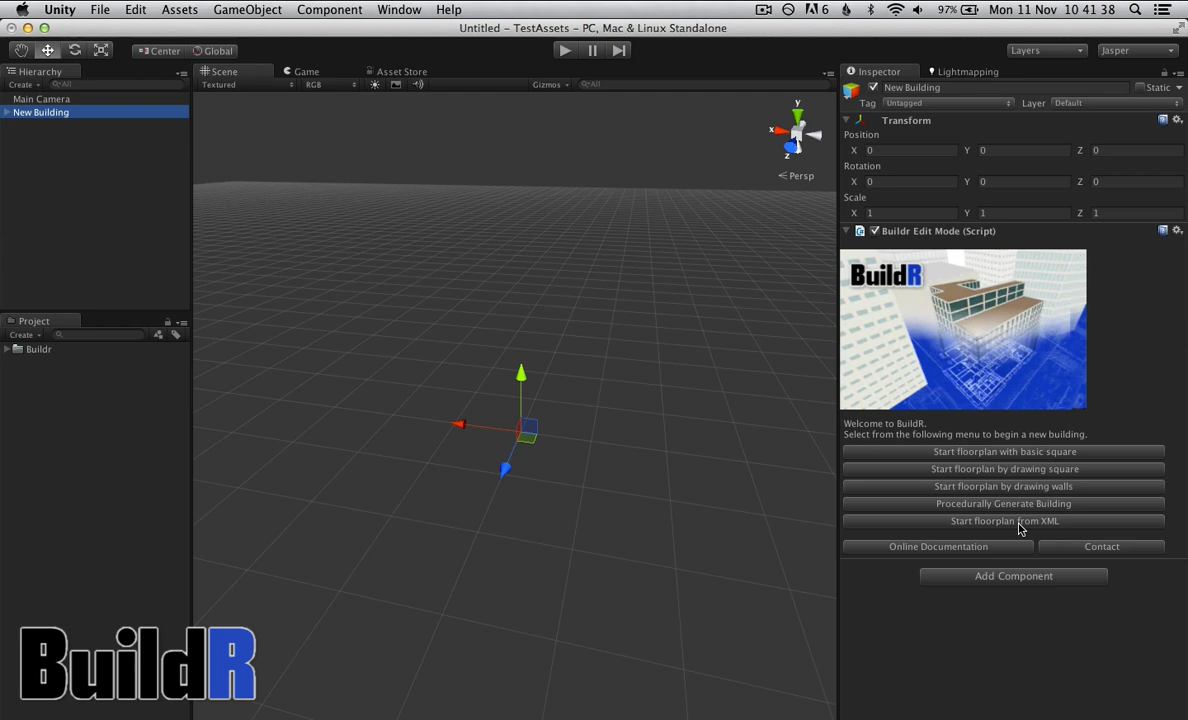 Unity File Edit Assets GameObject Component Window Help 6 97% Mon 11 Nov 10 41 38
Untitled - TestAssets - PC, Mac & Linux Standalone
Center Global Layers Jasper
Hierarchy Scene Game Asset Store Inspector Lightmapping
Create All Textured RGB Gizmos All New Building Static
Main Camera
New Building
Tag Untagged Layer Default
Transform
Position
X 0 Y 0 Z 0
Rotation
X 0 Y 0 Z 0
Scale
X 1 Y 1 Z 1
y
x
z
Persp
Buildr Edit Mode (Script)
BuildR
Project
Create
Buildr
Welcome to BuildR.
Select from the following menu to begin a new building.
Start floorplan with basic square
Start floorplan by drawing square
Start floorplan by drawing walls
Procedurally Generate Building
Start floorplan from XML
Online Documentation Contact
Add Component
BuildR